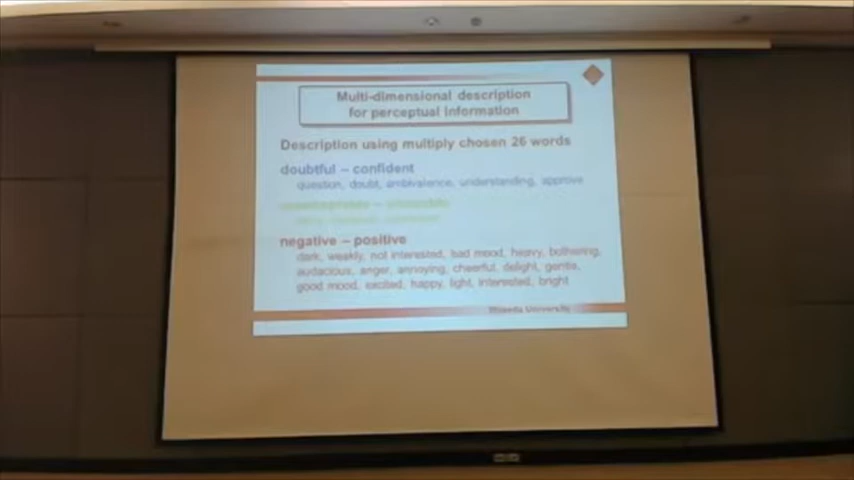 Multi-dimensional description
for perceptual information
Description using multiply chosen 26 words
doubtful – confident
question, doubt, ambivalence, understanding, approve
negative – positive
dark, weakly, not interested, bad mood, heavy, bothering,
audacious, anger, annoying, cheerful, delight, gentle,
good mood, excited, happy, light, interested, bright
University